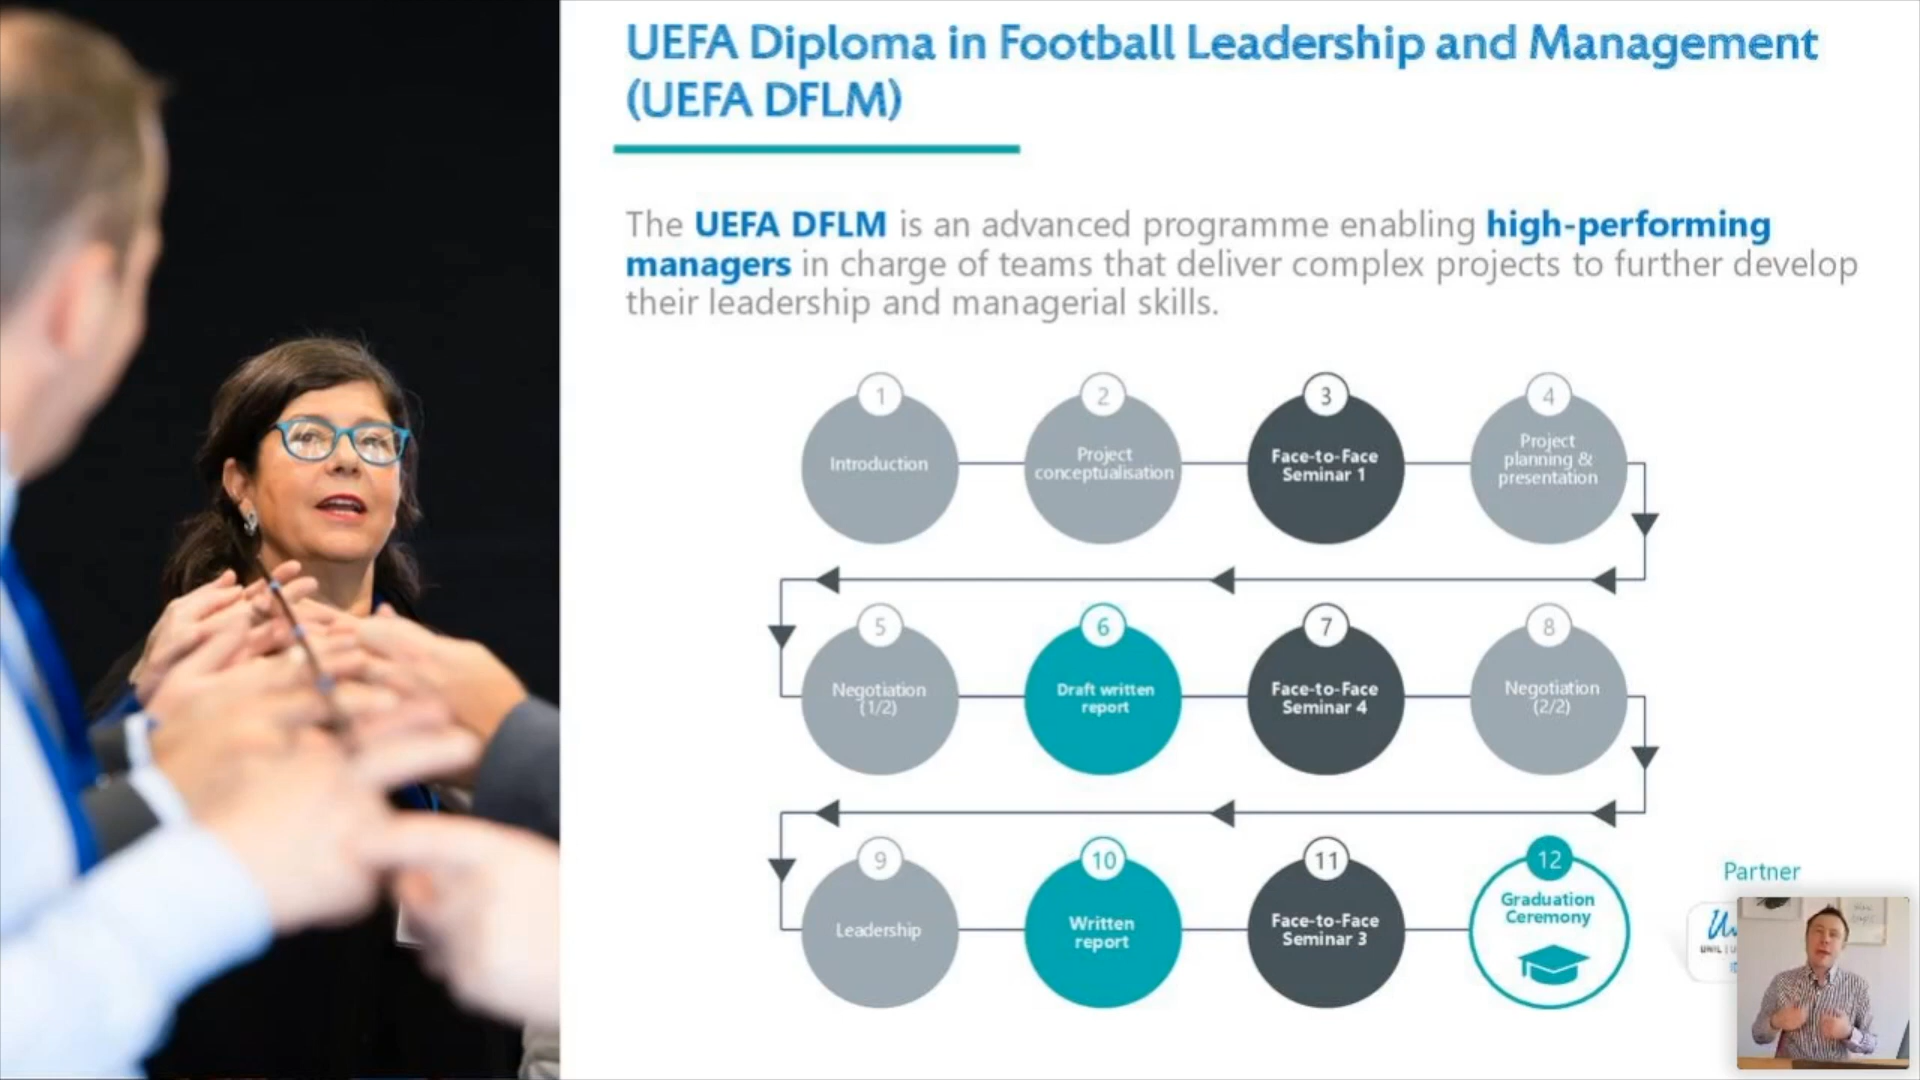 UEFA Diploma in Football Leadership and Management
(UEFA DFLM)
The UEFA DFLM is an advanced programme enabling high-performing
managers in charge of teams that deliver complex projects to further develop
their leadership and managerial skills.
1
Introduction
2
Project
conceptualisation
3
Face-to-Face
Seminar 1
4
Project
planning &
presentation
5
Negotiation
(1/2)
6
Draft written
report
7
Face-to-Face
Seminar 4
8
Negotiation
(2/2)
9
Leadership
10
Written
report
11
Face-to-Face
Seminar 3
12
Graduation
Ceremony
Partner
UNIL